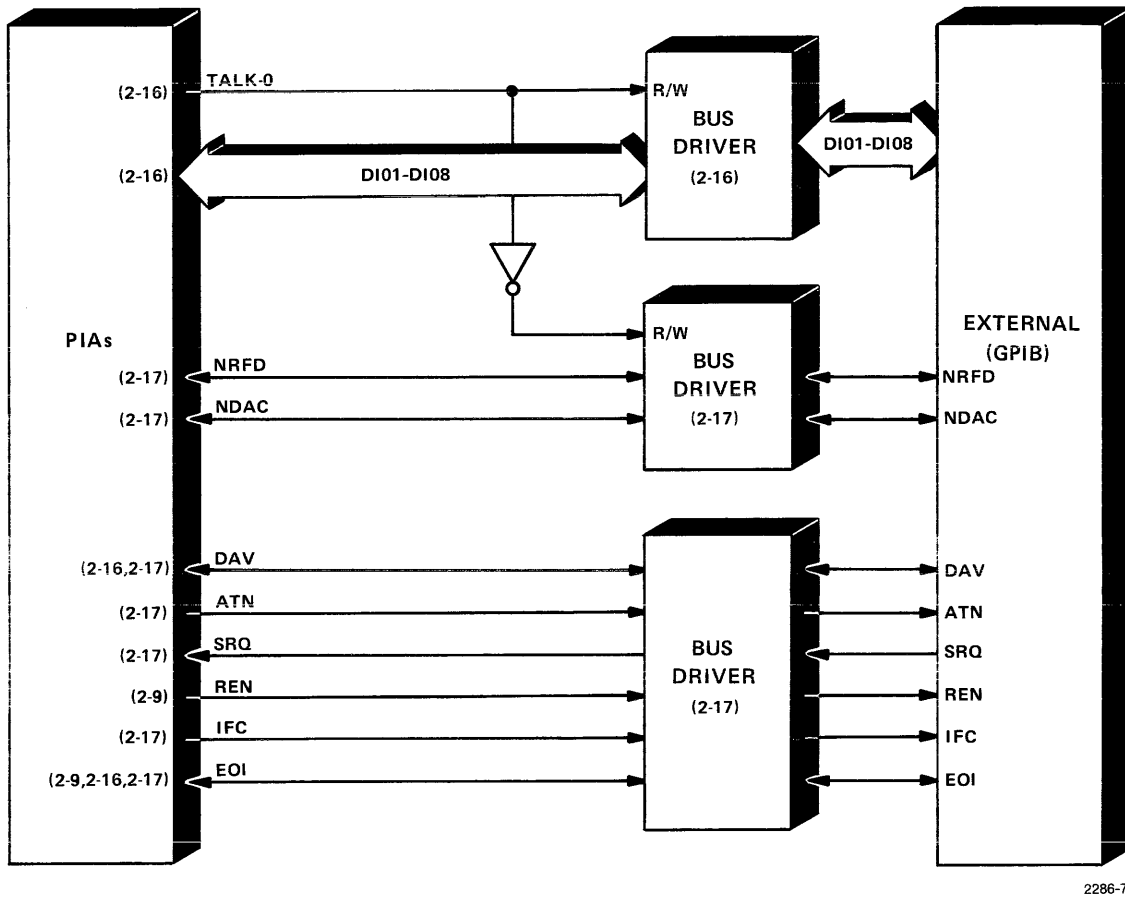 TALK-0
(2-16)
R/W
BUS
DRIVER
(2-16)
DI01-DI08
(2-16)
DI01-DI08
PIAs
EXTERNAL
(GPIB)
R/W
BUS
DRIVER
(2-17)
(2-17)
NRFD
NRFD
(2-17)
NDAC
NDAC
(2-16,2-17)
DAV
DAV
(2-17)
ATN
ATN
(2-17)
SRQ
SRQ
BUS
DRIVER
(2-17)
(2-9)
REN
REN
(2-17)
IFC
IFC
(2-9,2-16,2-17)
EOI
EOI
2286-7